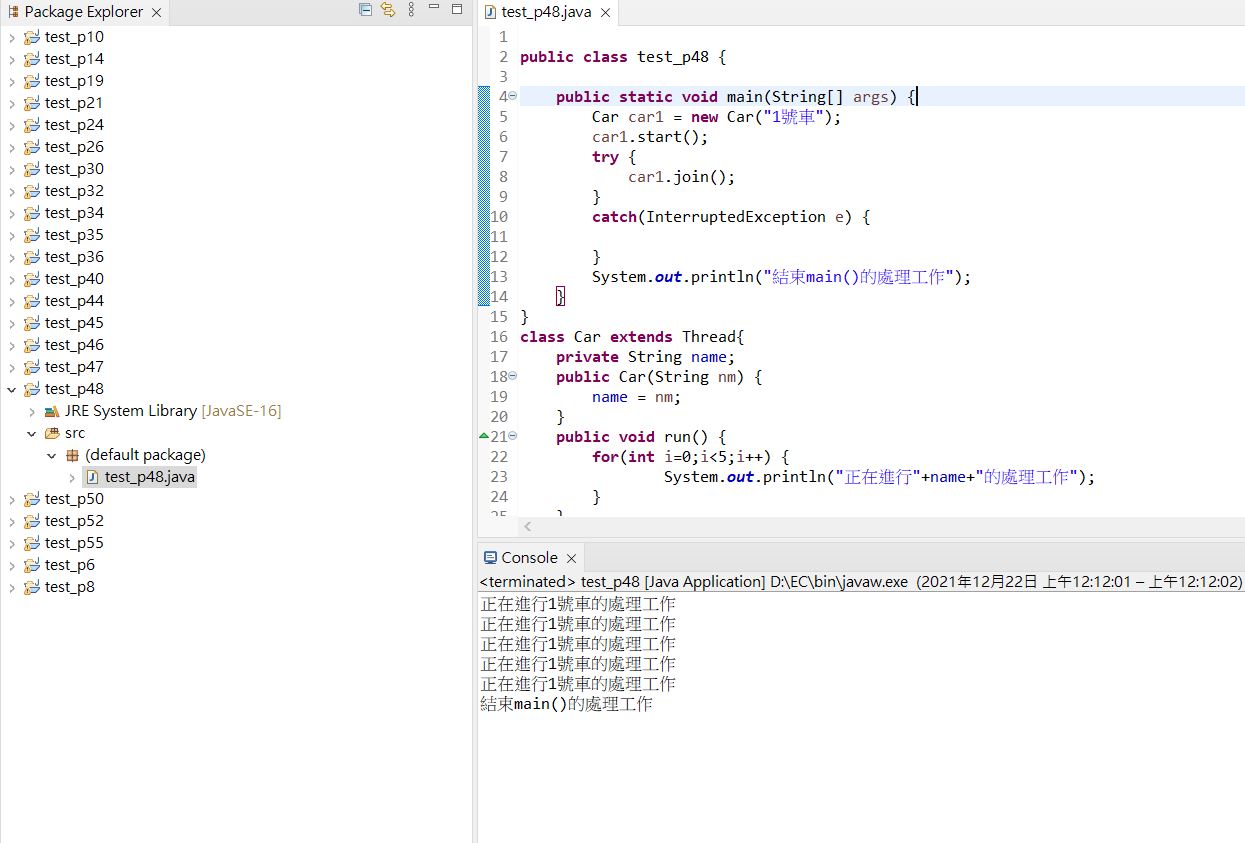 Package Explorer
test_p10
test_p14
test_p19
test_p21
test_p24
test_p26
test_p30
test_p32
test_p34
test_p35
test_p36
test_p40
test_p44
test_p45
test_p46
test_p47
test_p48
JRE System Library [JavaSE-16]
src
(default package)
test_p48.java
test_p50
test_p52
test_p55
test_p6
test_p8
test_p48.java
1
2 public class test_p48 {
3
4 public static void main(String[] args) {
5 Car car1 = new Car("1號車");
6 car1.start();
7 try {
8 car1.join();
9 }
10 catch(InterruptedException e) {
11
12 }
13 System.out.println("結束main()的處理工作");
14 }
15 }
16 class Car extends Thread{
17 private String name;
18 public Car(String nm) {
19 name = nm;
20 }
21 public void run() {
22 for(int i=0;i<5;i++) {
23 System.out.println("正在進行"+name+"的處理工作");
24 }
25 }
Console
<terminated> test_p48 [Java Application] D:\EC\bin\javaw.exe (2021年12月22日 上午12:12:01 – 上午12:12:02)
正在進行1號車的處理工作
正在進行1號車的處理工作
正在進行1號車的處理工作
正在進行1號車的處理工作
正在進行1號車的處理工作
結束main()的處理工作